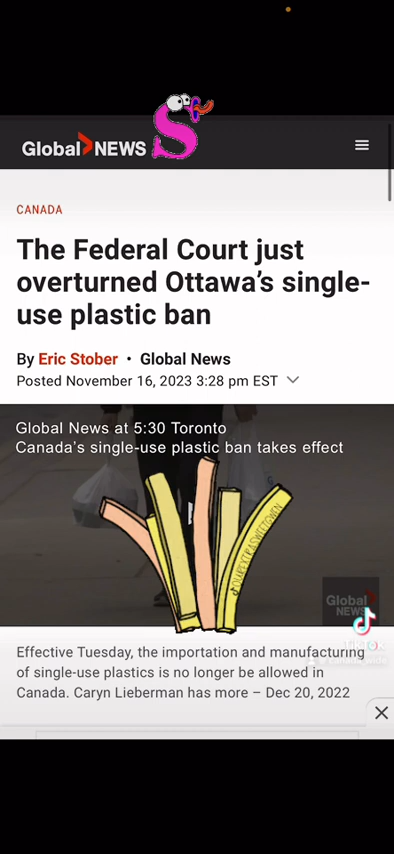 Global NEWS
CANADA
The Federal Court just
overturned Ottawa's single-
use plastic ban
By Eric Stober • Global News
Posted November 16, 2023 3:28 pm EST
Global News at 5:30 Toronto
Canada's single-use plastic ban takes effect
Global
NEWS
TikTok
Effective Tuesday, the importation and manufacturing
of single-use plastics is no longer be allowed in
Canada. Caryn Lieberman has more – Dec 20, 2022